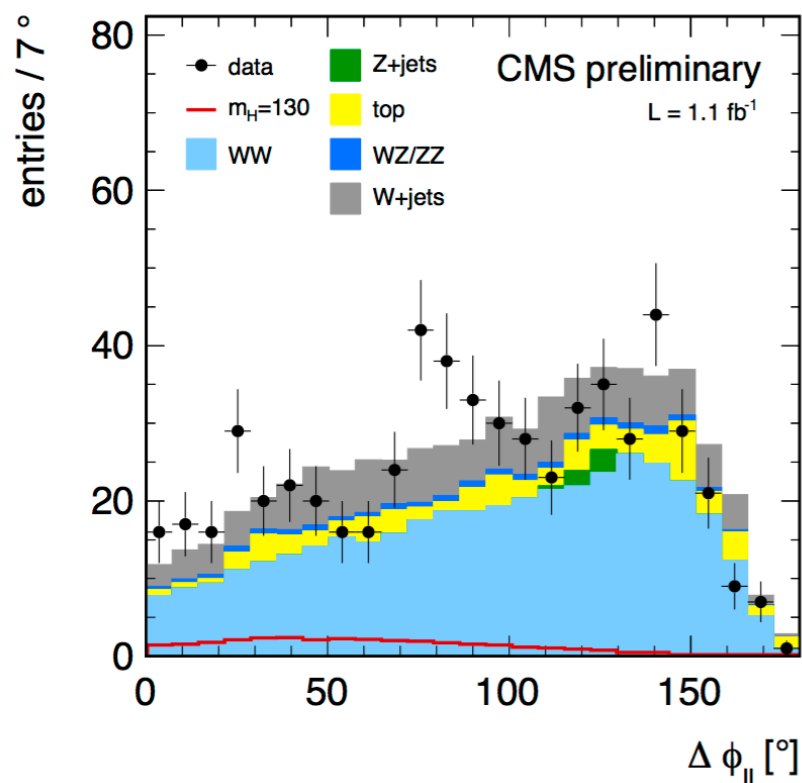 entries / 7 °
80
60
40
20
0
data
m_H=130
WW
Z+jets
top
WZ/ZZ
W+jets
CMS preliminary
L = 1.1 fb⁻¹
0
50
100
150
Δ ϕ_ll [°]